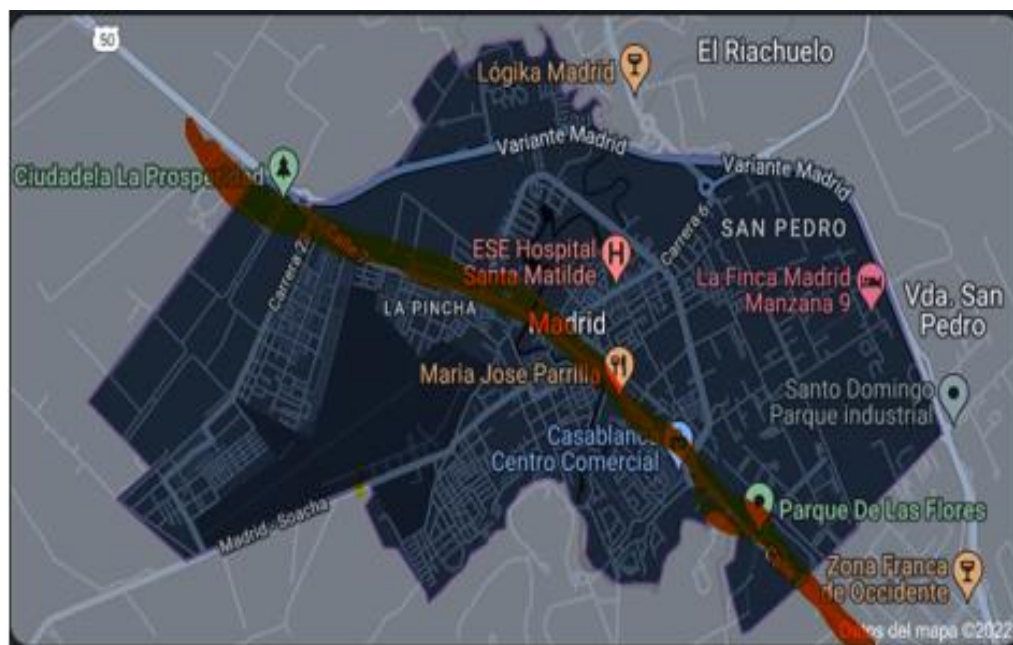 50
El Riachuelo
Lógika Madrid
Variante Madrid
Variante Madrid
Ciudadela La Prosperidad
Carrera 6
SAN PEDRO
ESE Hospital
Santa Matilde
La Finca Madrid
Manzana 9
Vda. San
Pedro
Carrera 2
Calle 7
LA PINCHA
Madrid
Maria Jose Parrilla
Santo Domingo
Parque industrial
Casablanca
Centro Comercial
Madrid - Soacha
Parque De Las Flores
Zona Franca
de Occidente
Datos del mapa ©2022